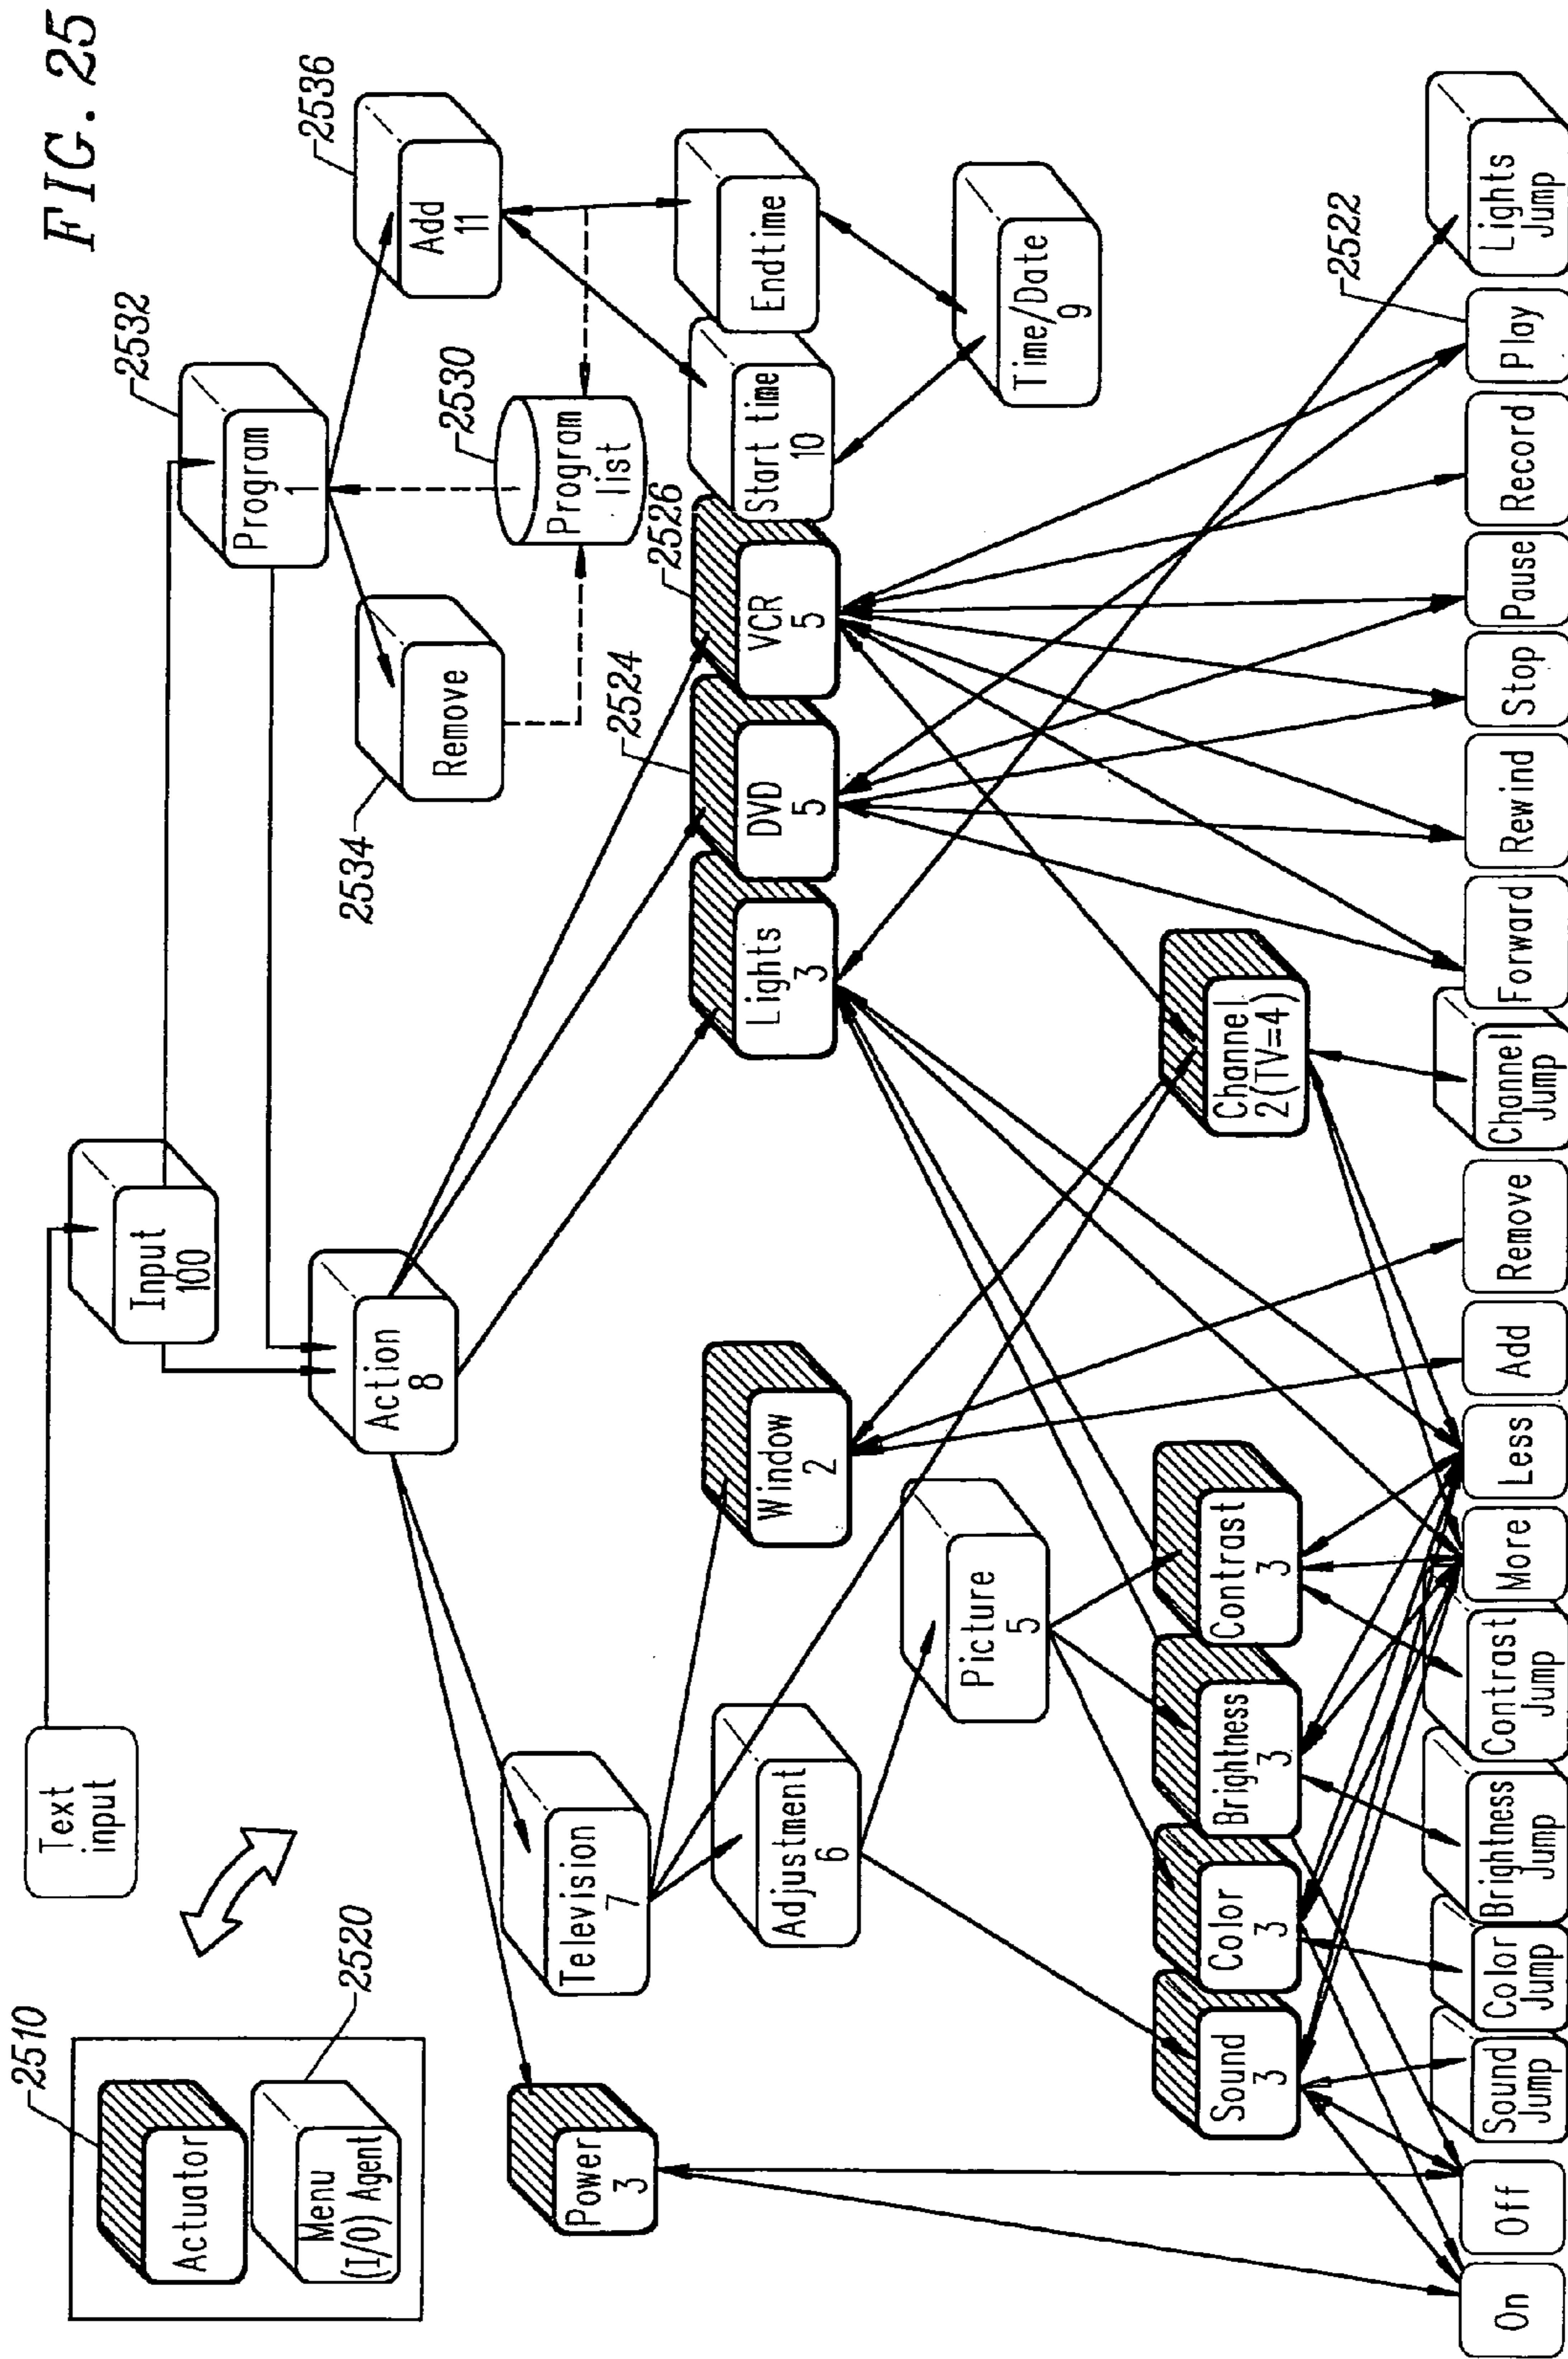 FIG. 25
2510
Actuator
2520
Menu
(I/O) Agent
Text
input
Input
100
2532
Program
1
Action
8
2534
Remove
2536
Add
11
2530
Program
list
Power
3
Television
7
Adjustment
6
Window
2
Picture
5
Lights
3
2524
DVD
5
2526
VCR
5
Start time
10
Endtime
Time/Date
9
Sound
3
Color
3
Brightness
3
Contrast
3
Channel
2(TV=4)
2522
On
Off
Sound
Jump
Color
Jump
Brightness
Jump
Contrast
Jump
More
Less
Add
Remove
Channel
Jump
Forward
Rewind
Stop
Pause
Record
Play
Lights
Jump